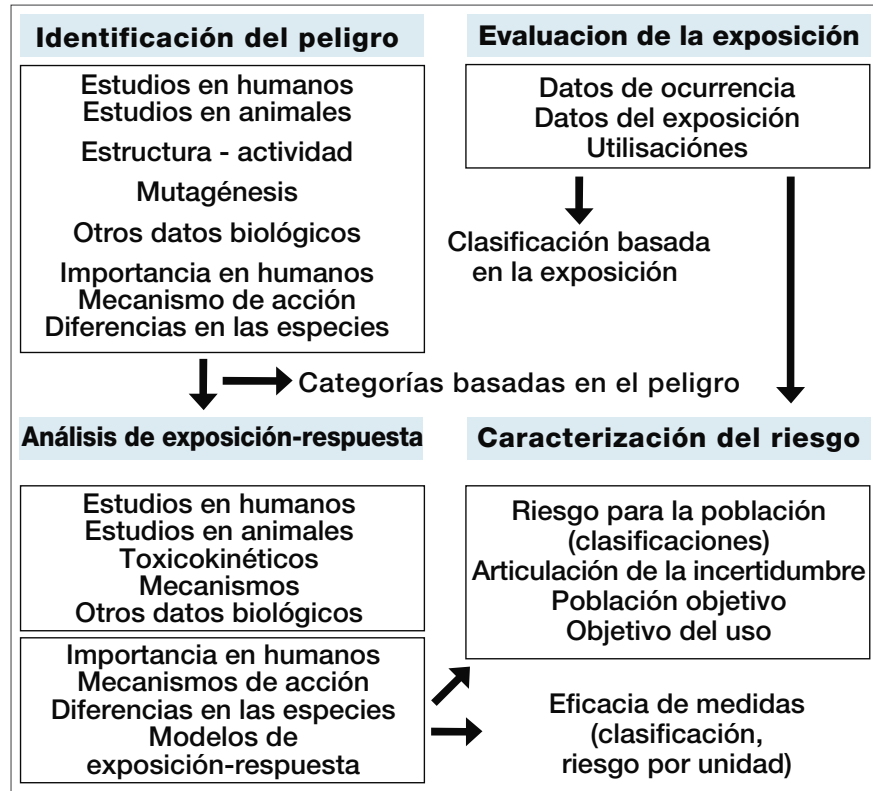 Identificación del peligro
Estudios en humanos
Estudios en animales
Estructura - actividad
Mutagénesis
Otros datos biológicos
Importancia en humanos
Mecanismo de acción
Diferencias en las especies
Evaluacion de la exposición
Datos de ocurrencia
Datos del exposición
Utilisaciónes
Clasificación basada
en la exposición
Categorías basadas en el peligro
Análisis de exposición-respuesta
Estudios en humanos
Estudios en animales
Toxicokinéticos
Mecanismos
Otros datos biológicos
Importancia en humanos
Mecanismos de acción
Diferencias en las especies
Modelos de
exposición-respuesta
Caracterización del riesgo
Riesgo para la población
(clasificaciones)
Articulación de la incertidumbre
Población objetivo
Objetivo del uso
Eficacia de medidas
(clasificación,
riesgo por unidad)